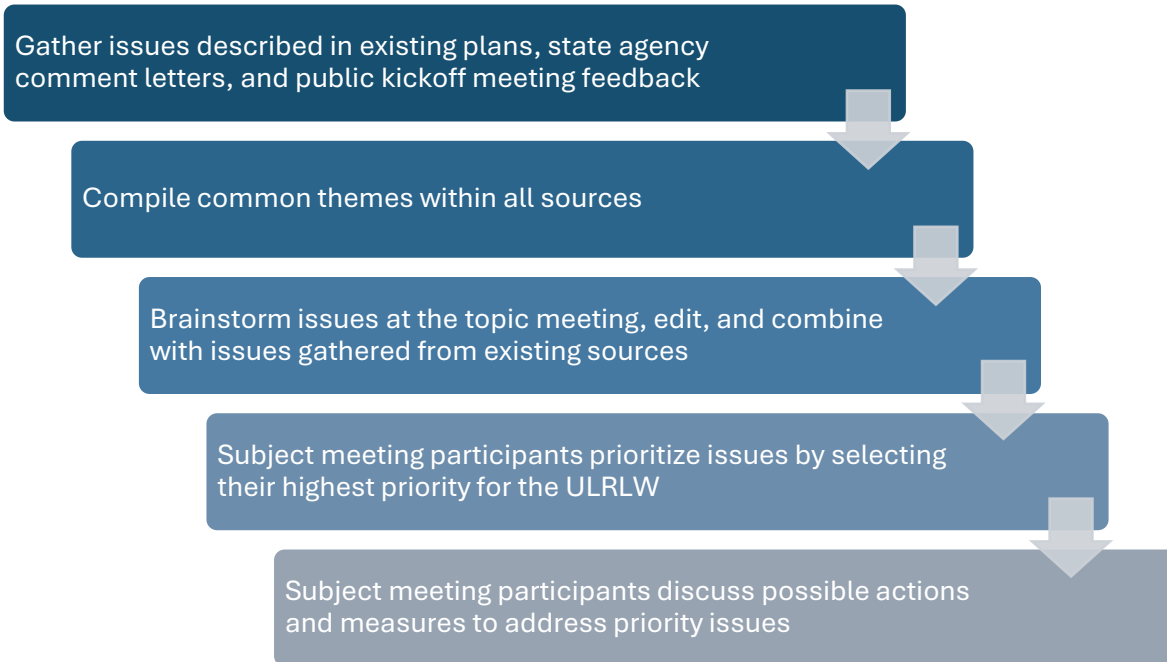 Gather issues described in existing plans, state agency
comment letters, and public kickoff meeting feedback
Compile common themes within all sources
Brainstorm issues at the topic meeting, edit, and combine
with issues gathered from existing sources
Subject meeting participants prioritize issues by selecting
their highest priority for the ULRLW
Subject meeting participants discuss possible actions
and measures to address priority issues